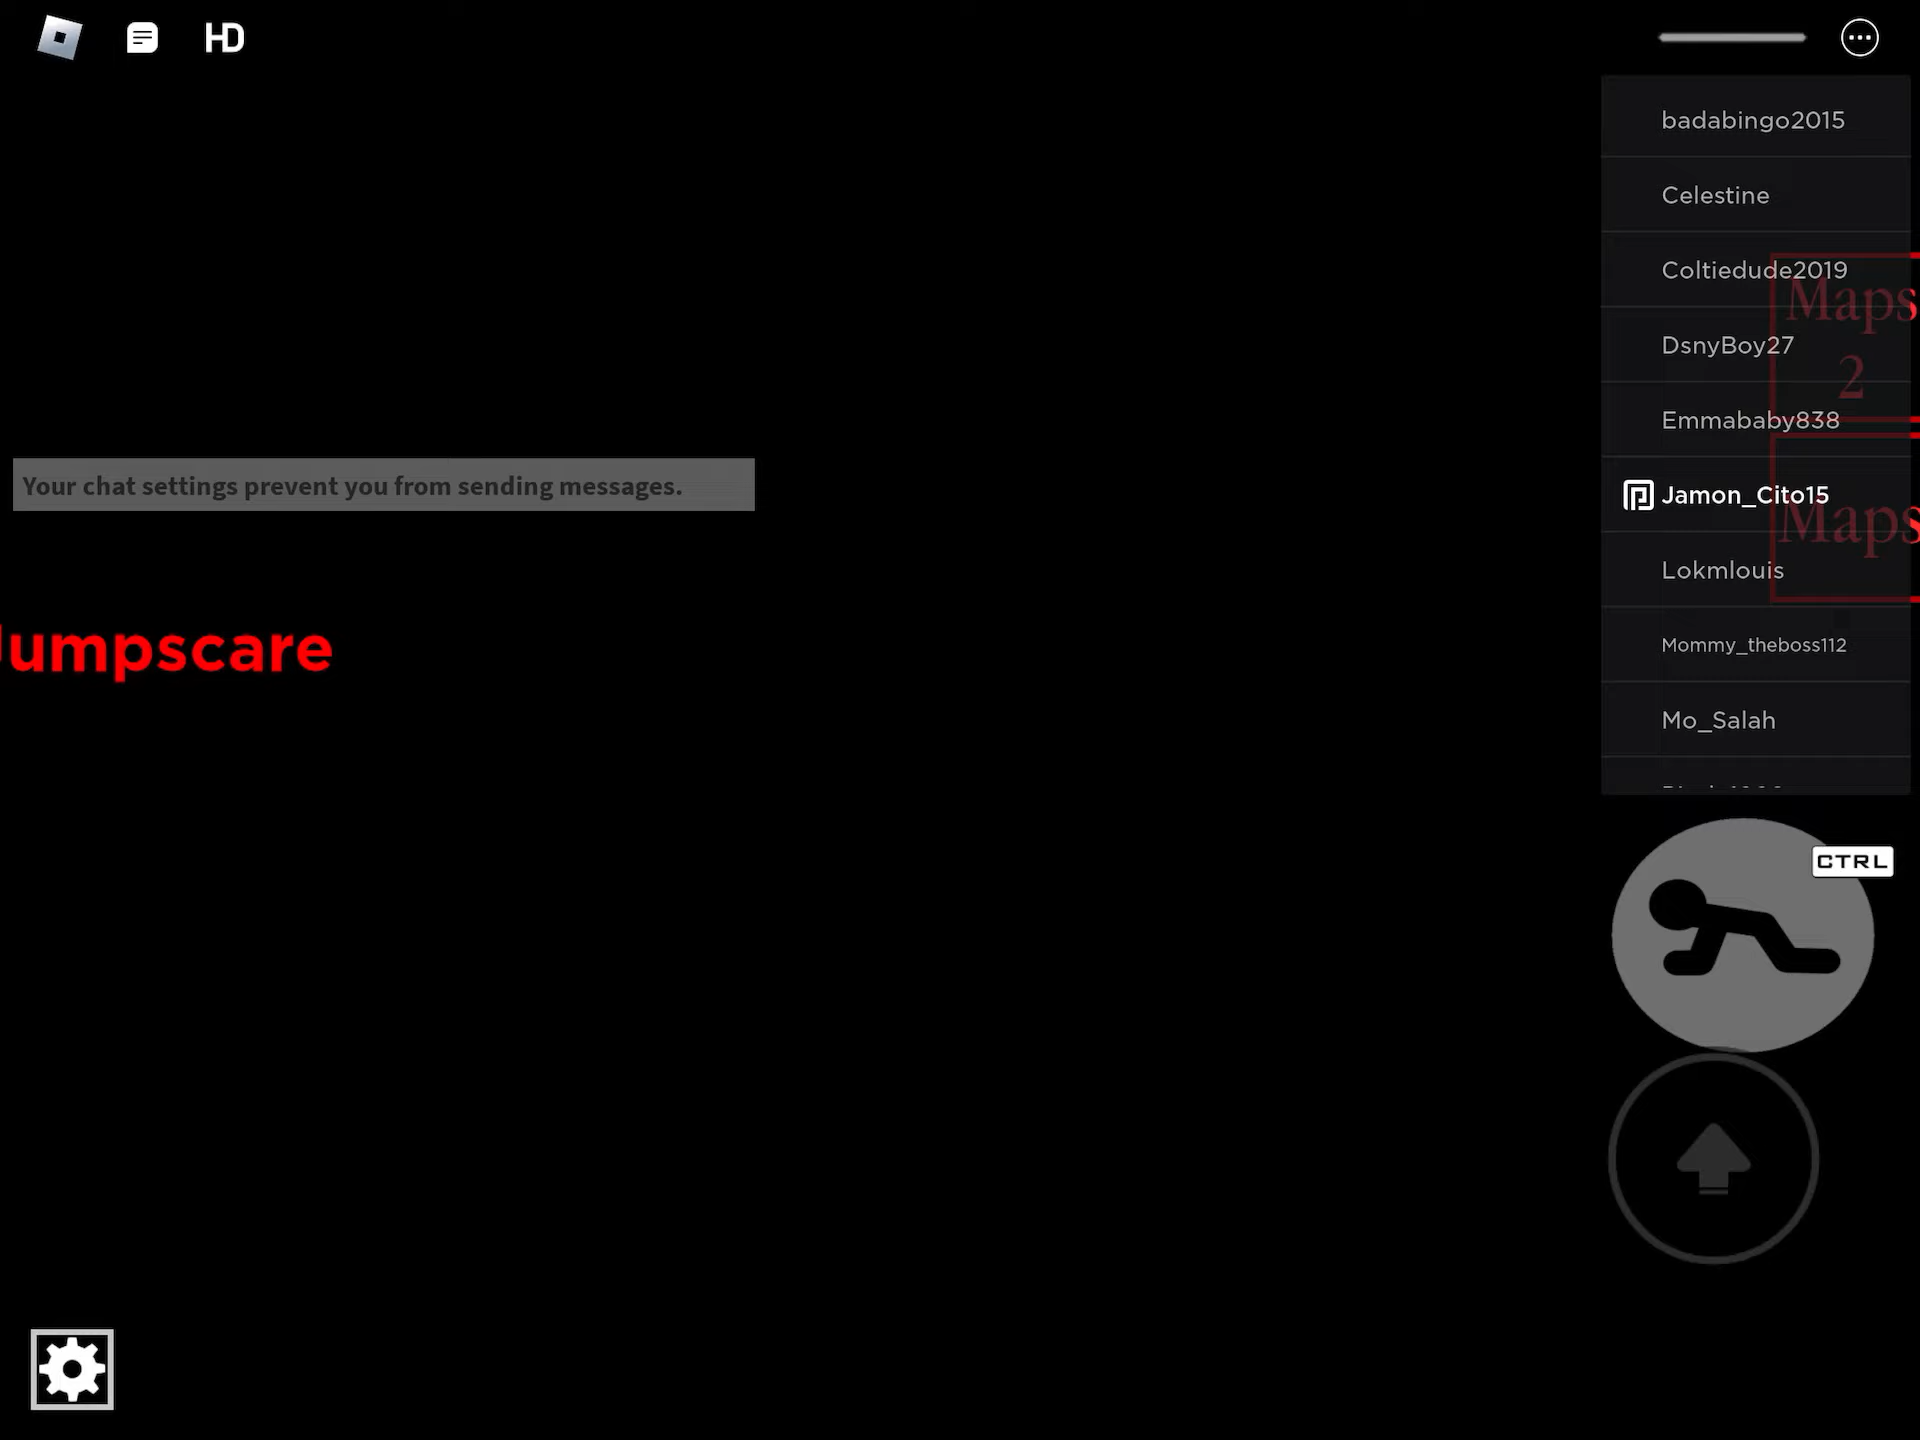 HD
badabingo2015
Celestine
Coltiedude2019
Maps
DsnyBoy27
2
Emmababy838
Your chat settings prevent you from sending messages.
Jamon_Cito15
Maps
Lokmlouis
Jumpscare
Mommy_theboss112
Mo_Salah
CTRL